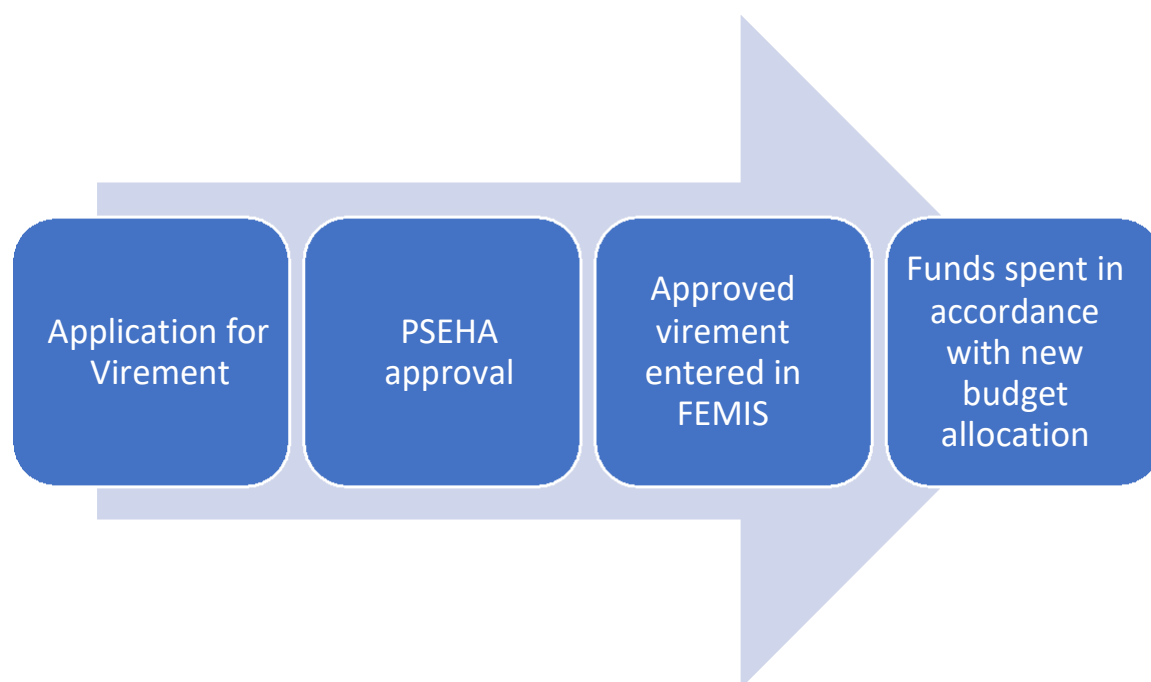 Application for
Virement
PSEHA
approval
Approved
virement
entered in
FEMIS
Funds spent in
accordance
with new
budget
allocation